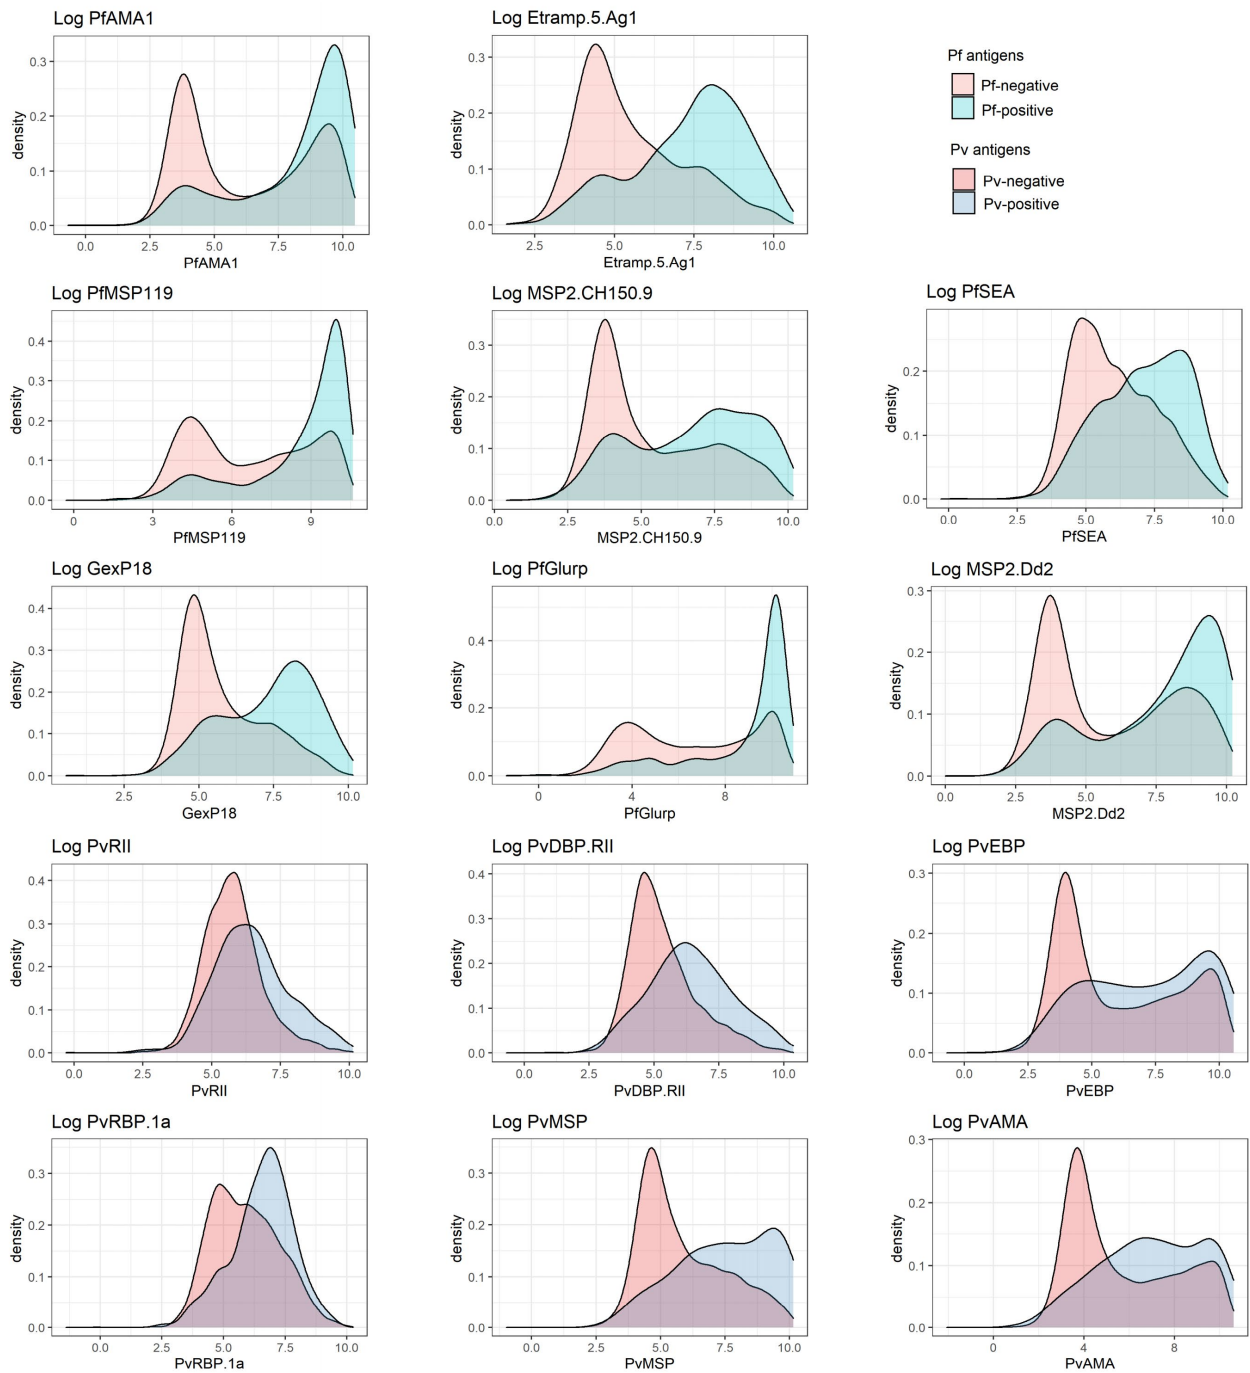 Log PfAMA1
density
0.3
0.2
0.1
0.0
0.0 2.5 5.0 7.5 10.0
PfAMA1
Log Etramp.5.Ag1
density
0.3
0.2
0.1
0.0
2.5 5.0 7.5 10.0
Etramp.5.Ag1
Pf antigens
Pf-negative
Pf-positive
Pv antigens
Pv-negative
Pv-positive
Log PfMSP119
density
0.4
0.3
0.2
0.1
0.0
0 3 6 9
PfMSP119
Log MSP2.CH150.9
density
0.3
0.2
0.1
0.0
0.0 2.5 5.0 7.5 10.0
MSP2.CH150.9
Log PfSEA
density
0.2
0.1
0.0
0.0 2.5 5.0 7.5 10.0
PfSEA
Log GexP18
density
0.4
0.3
0.2
0.1
0.0
2.5 5.0 7.5 10.0
GexP18
Log PfGlurp
density
0.4
0.2
0.0
0 4 8
PfGlurp
Log MSP2.Dd2
density
0.3
0.2
0.1
0.0
0.0 2.5 5.0 7.5 10.0
MSP2.Dd2
Log PvRII
density
0.4
0.3
0.2
0.1
0.0
0.0 2.5 5.0 7.5 10.0
PvRII
Log PvDBP.RII
density
0.4
0.3
0.2
0.1
0.0
0.0 2.5 5.0 7.5 10.0
PvDBP.RII
Log PvEBP
density
0.3
0.2
0.1
0.0
0.0 2.5 5.0 7.5 10.0
PvEBP
Log PvRBP.1a
density
0.3
0.2
0.1
0.0
0.0 2.5 5.0 7.5 10.0
PvRBP.1a
Log PvMSP
density
0.3
0.2
0.1
0.0
0.0 2.5 5.0 7.5 10.0
PvMSP
Log PvAMA
density
0.3
0.2
0.1
0.0
0 4 8
PvAMA